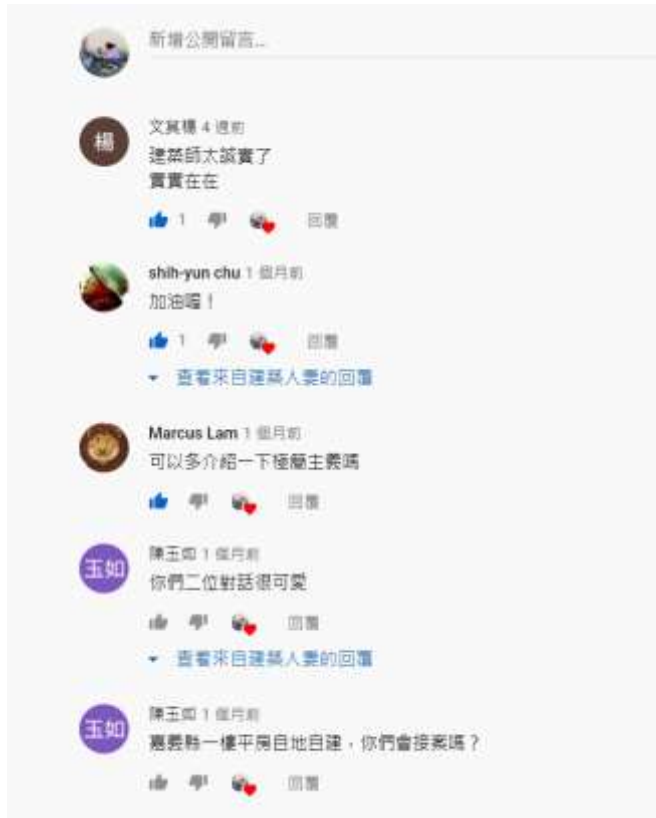 新增公開留言...
楊
文寘楊 4 週前
建築師太誠實了
實實在在
1
回覆
shih-yun chu 1 個月前
加油喔！
1
回覆
查看來自建築人妻的回覆
Marcus Lam 1 個月前
可以多介紹一下極簡主義嗎
回覆
玉如
陳玉如 1 個月前
你們二位對話很可愛
回覆
查看來自建築人妻的回覆
玉如
陳玉如 1 個月前
嘉義縣一樓平房自地自建，你們會接案嗎？
回覆